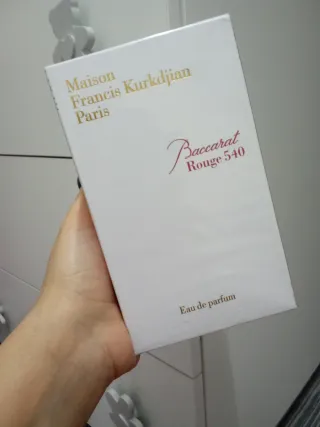 Maison
Francis Kurkdjian
Paris
Baccarat
Rouge 540
Eau de parfum